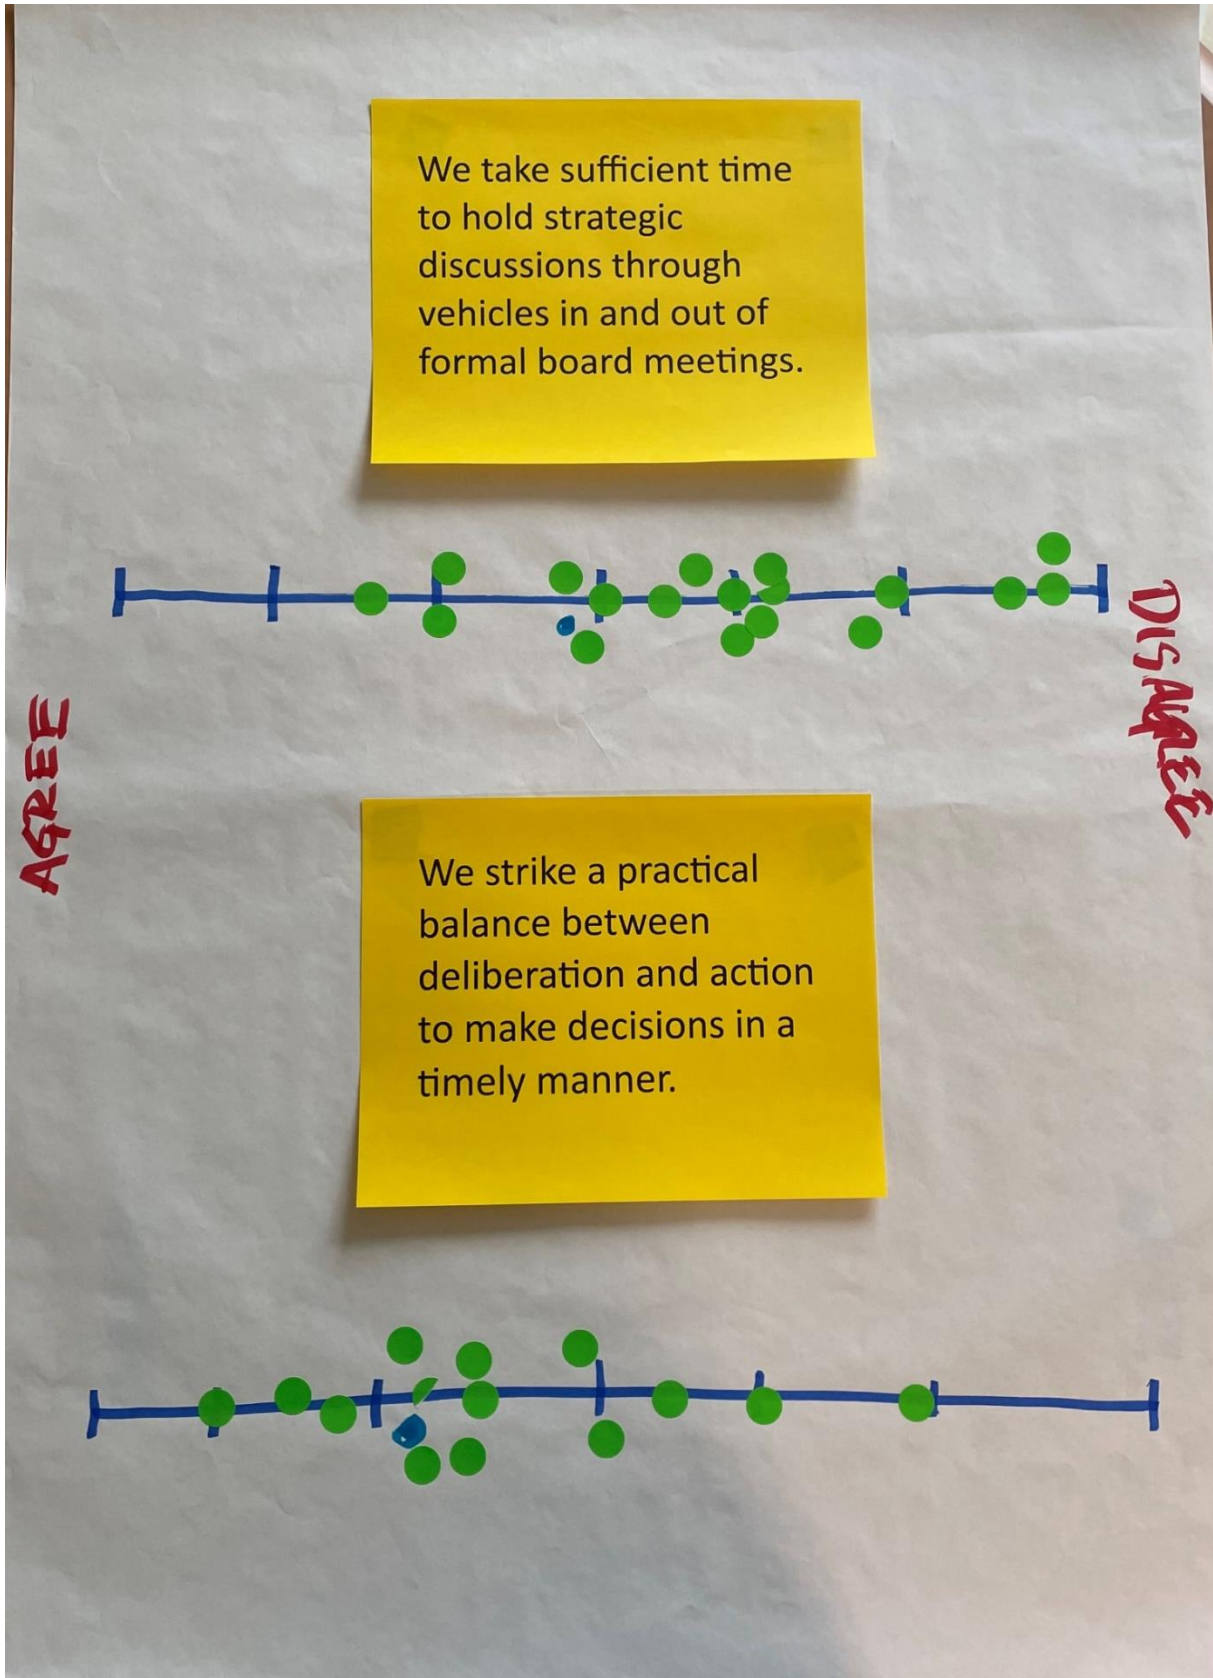 We take sufficient time
to hold strategic
discussions through
vehicles in and out of
formal board meetings.
AGREE
DISAGREE
We strike a practical
balance between
deliberation and action
to make decisions in a
timely manner.